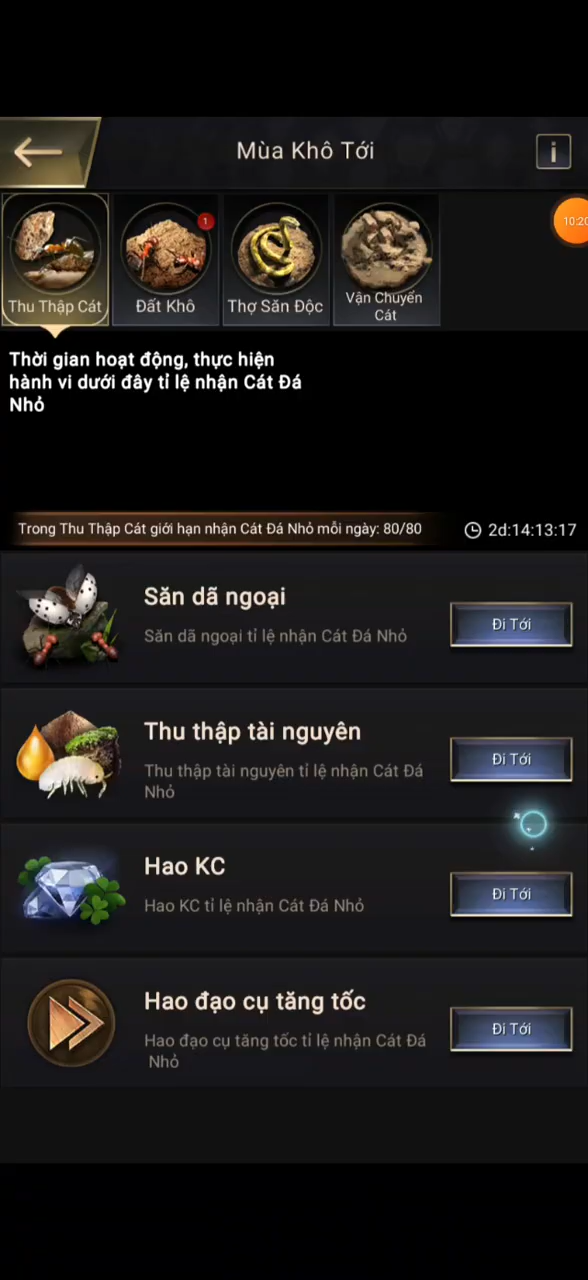 Mùa Khô Tới
i
10:20
1
Thu Thập Cát
Đất Khô
Thợ Săn Độc
Vận Chuyển
Cát
Thời gian hoạt động, thực hiện
hành vi dưới đây tỉ lệ nhận Cát Đá
Nhỏ
Trong Thu Thập Cát giới hạn nhận Cát Đá Nhỏ mỗi ngày: 80/80
2d:14:13:17
Săn dã ngoại
Săn dã ngoại tỉ lệ nhận Cát Đá Nhỏ
Đi Tới
Thu thập tài nguyên
Thu thập tài nguyên tỉ lệ nhận Cát Đá
Nhỏ
Đi Tới
Hao KC
Hao KC tỉ lệ nhận Cát Đá Nhỏ
Đi Tới
Hao đạo cụ tăng tốc
Hao đạo cụ tăng tốc tỉ lệ nhận Cát Đá
Nhỏ
Đi Tới